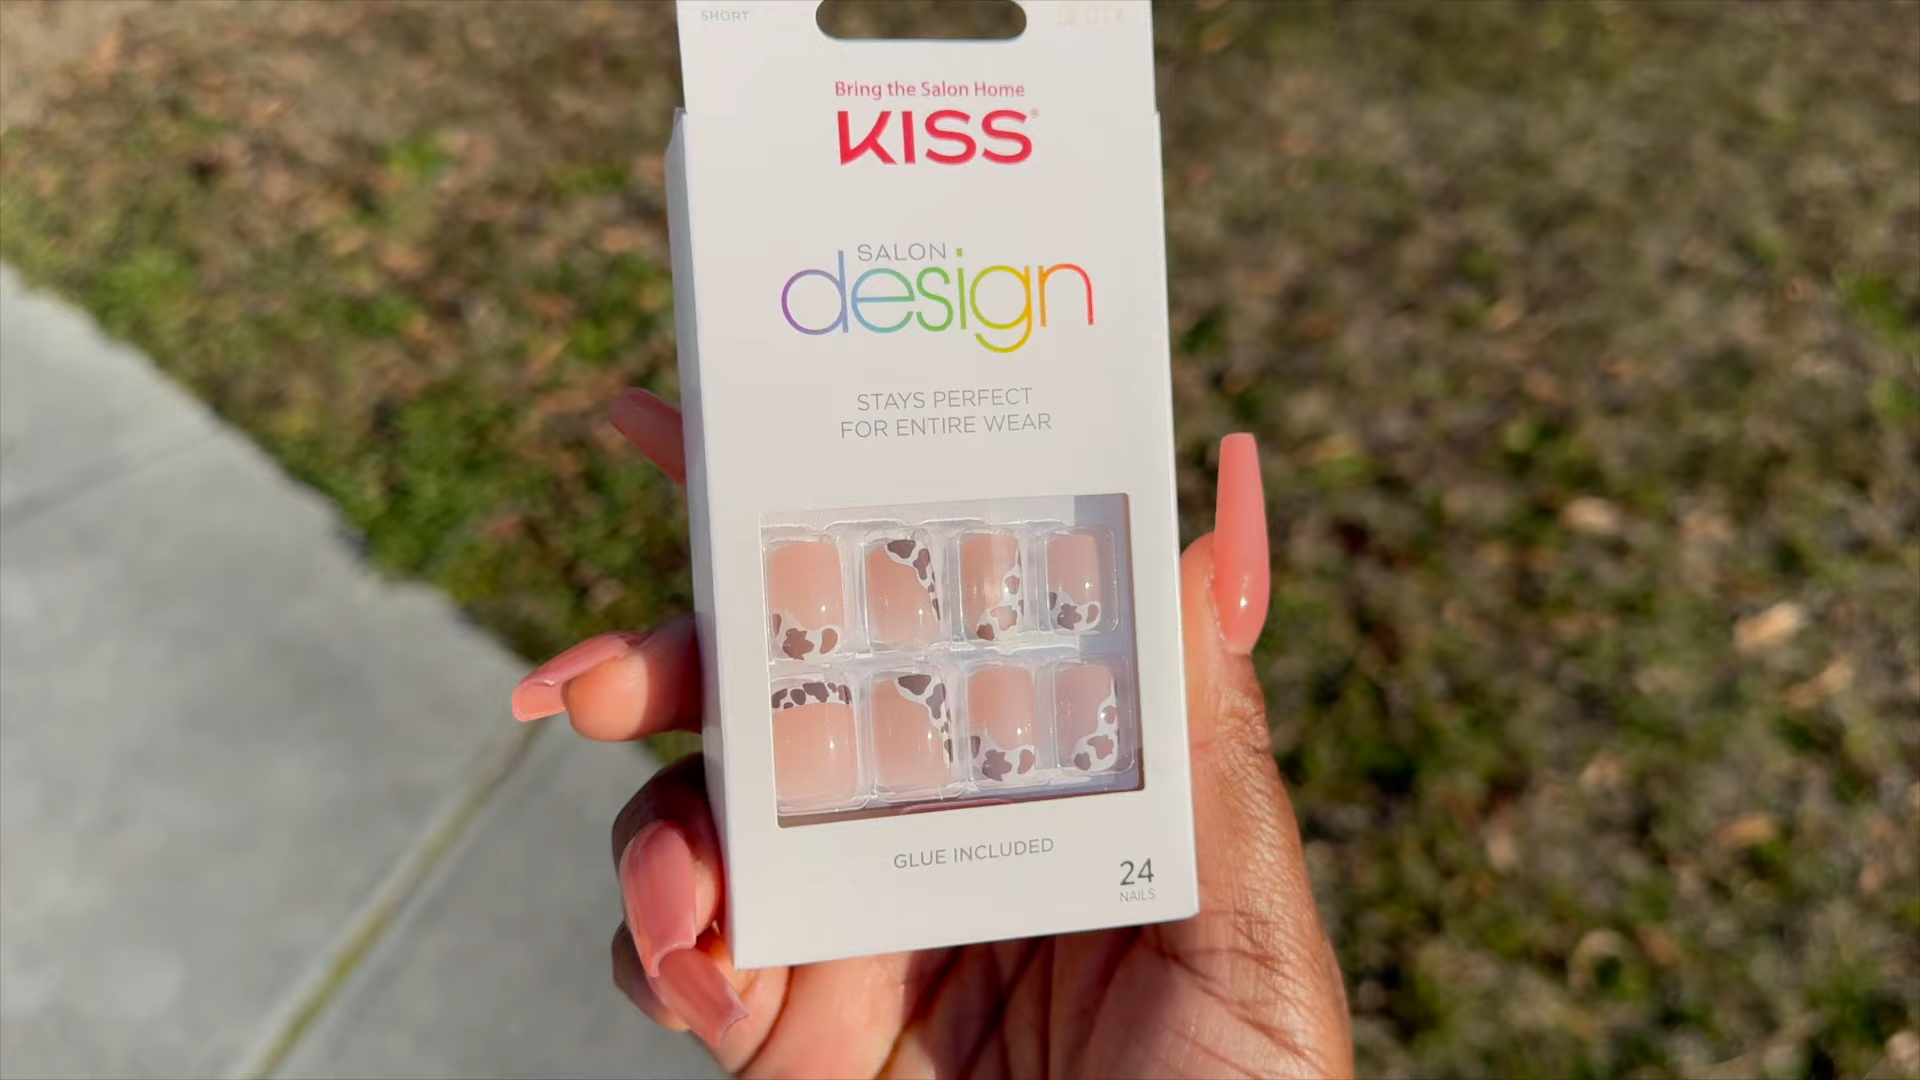 SHORT
Bring the Salon Home
KISS®
SALON
design
STAYS PERFECT
FOR ENTIRE WEAR
GLUE INCLUDED
24
NAILS